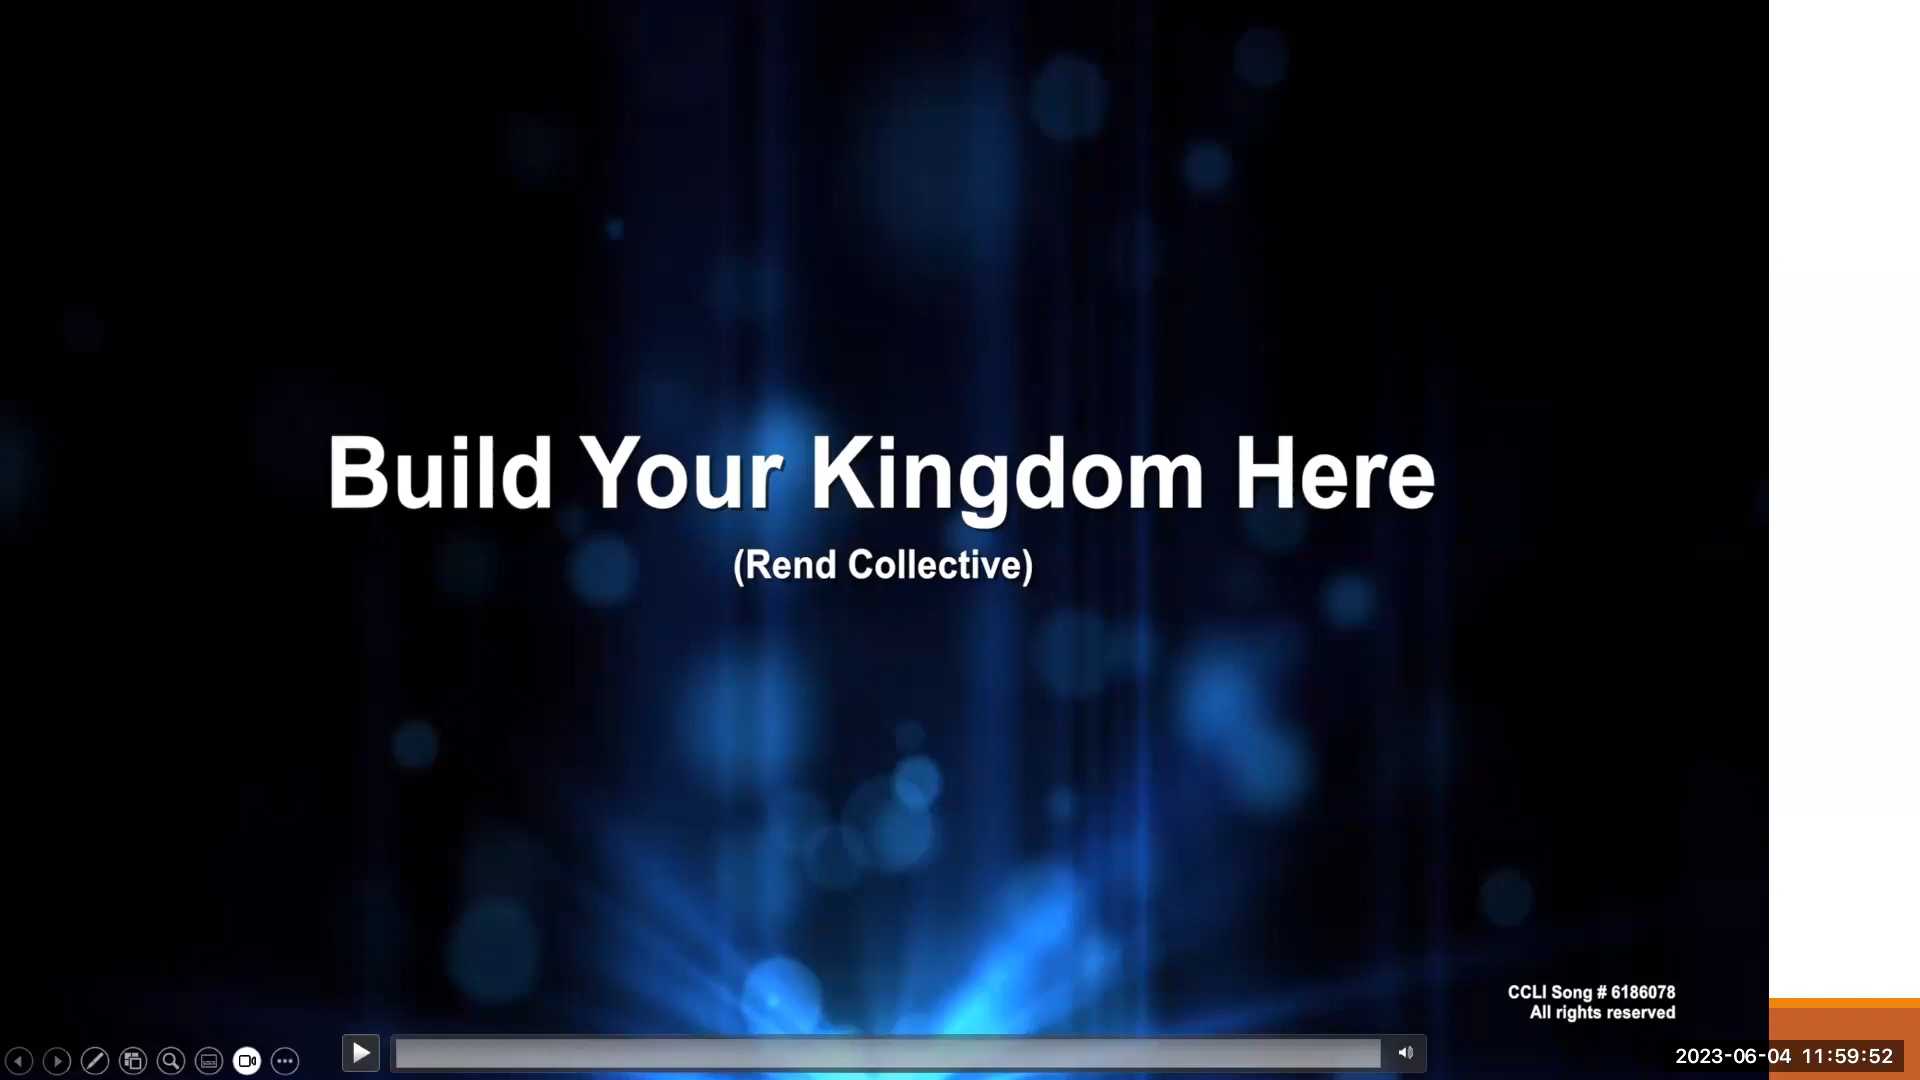 Build Your Kingdom Here
(Rend Collective)
CCLI Song # 6186078
All rights reserved
2023-06-04 11:59:52